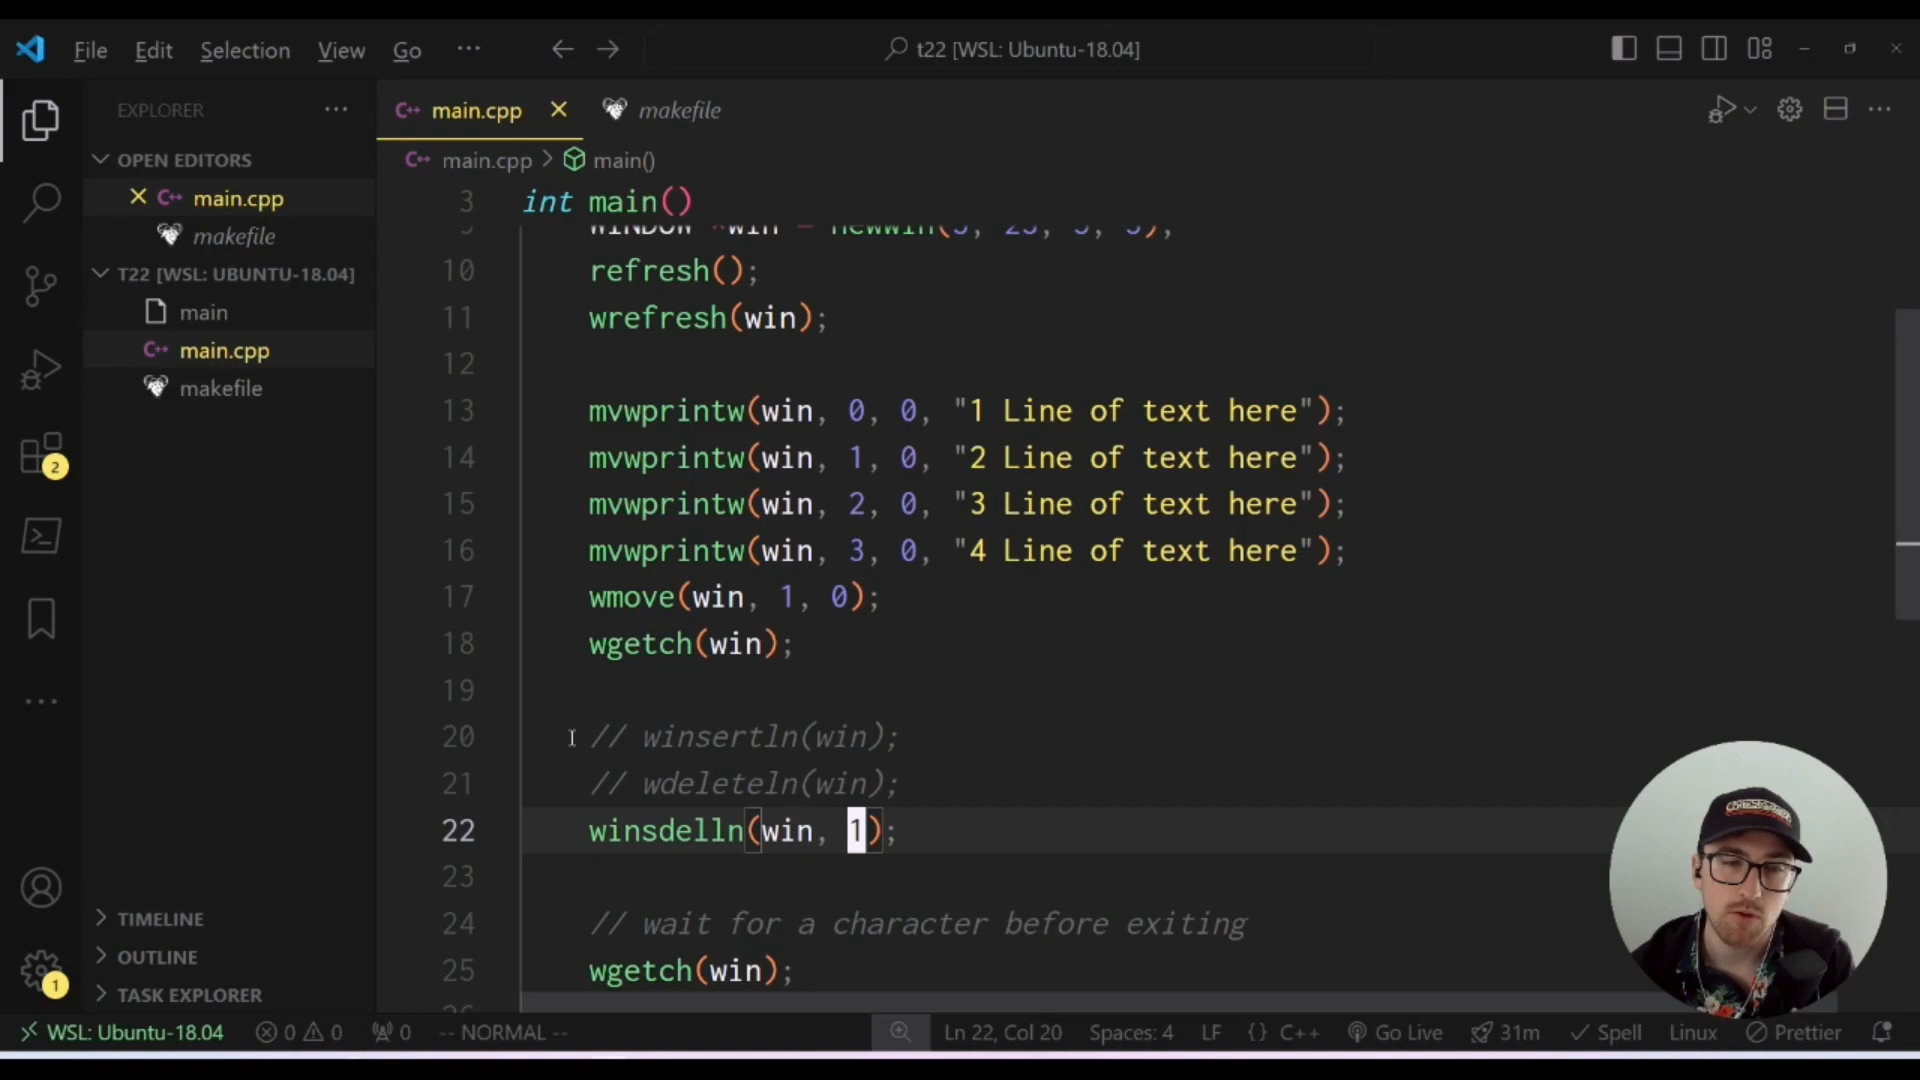 File Edit Selection View Go ··· t22 [WSL: Ubuntu-18.04]
EXPLORER ···
OPEN EDITORS
C++ main.cpp
makefile
T22 [WSL: UBUNTU-18.04]
main
C++ main.cpp
makefile
TIMELINE
OUTLINE
TASK EXPLORER
2
1
C++ main.cpp makefile
C++ main.cpp > main()
3 int main()
9 WINDOW *win = newwin(
10 refresh();
11 wrefresh(win);
12
13 mvwprintw(win, 0, 0, "1 Line of text here");
14 mvwprintw(win, 1, 0, "2 Line of text here");
15 mvwprintw(win, 2, 0, "3 Line of text here");
16 mvwprintw(win, 3, 0, "4 Line of text here");
17 wmove(win, 1, 0);
18 wgetch(win);
19
20 // winsertln(win);
21 // wdeleteln(win);
22 winsdelln(win, 1);
23
24 // wait for a character before exiting
25 wgetch(win);
WSL: Ubuntu-18.04 0 0 0 -- NORMAL -- Ln 22, Col 20 Spaces: 4 LF {} C++ Go Live 31m Spell Linux Prettier